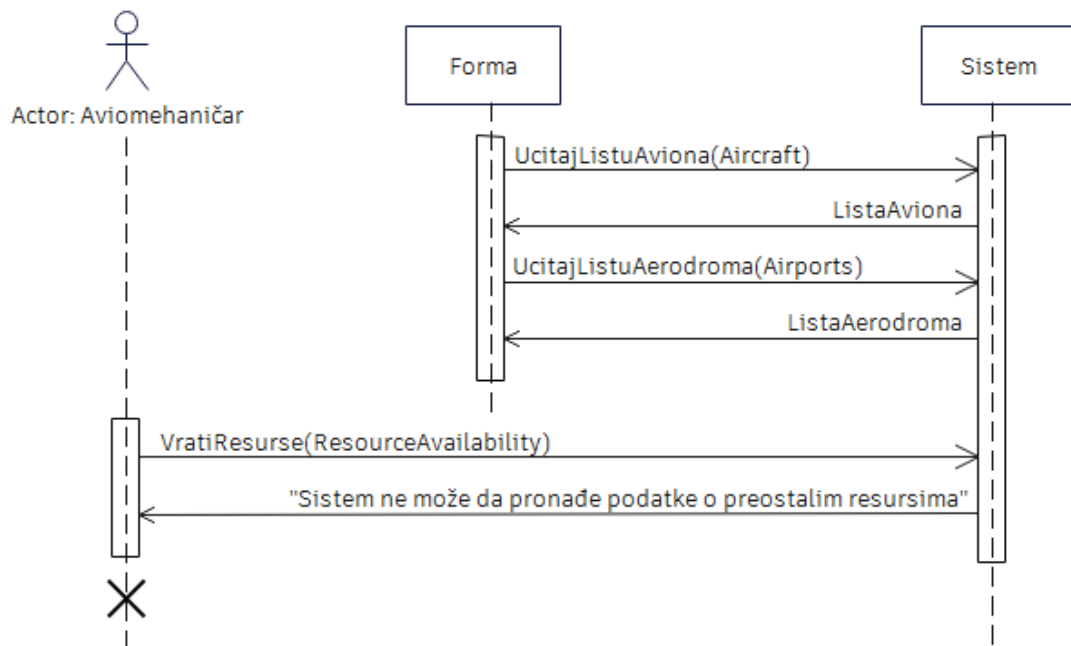 Actor: Aviomehaničar
Forma
Sistem
UcitajListuAviona(Aircraft)
ListaAviona
UcitajListuAerodroma(Airports)
ListaAerodroma
VratiResurse(ResourceAvailability)
"Sistem ne može da pronađe podatke o preostalim resursima"